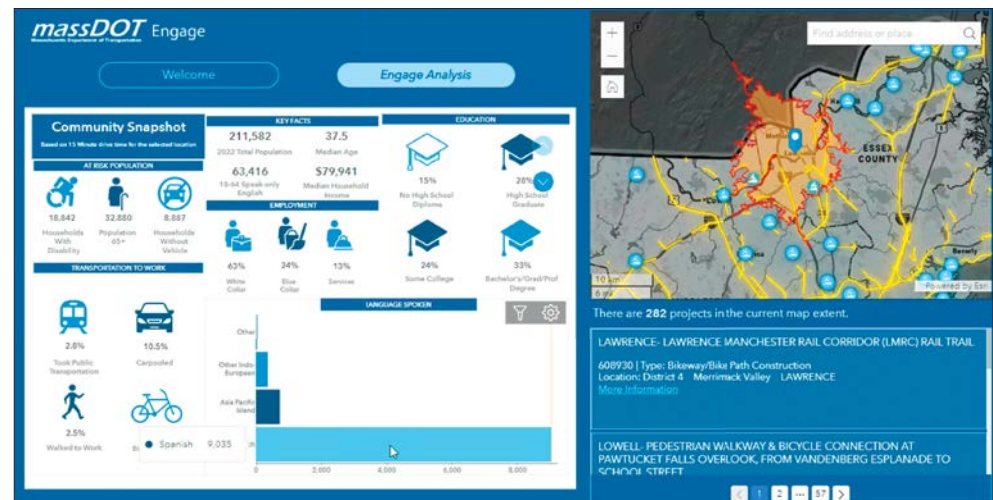 massDOT Engage
Massachusetts Department of Transportation
Welcome
Engage Analysis
Community Snapshot
Based on 15 Minute drive time for the selected location
AT RISK POPULATION
18,842
Households
With
Disability
32,880
Population
65+
8,887
Households
Without
Vehicle
TRANSPORTATION TO WORK
2.0%
Took Public
Transportation
10.5%
Carpooled
2.5%
Walked to Work
KEY FACTS
211,582
2022 Total Population
37.5
Median Age
63,416
18-64 Speak only
English
$79,941
Median Household
Income
EMPLOYMENT
63%
White
Collar
24%
Blue
Collar
13%
Services
EDUCATION
15%
No High School
Diploma
28%
High School
Graduate
24%
Some College
33%
Bachelor's/Grad/Prof
Degree
LANGUAGE SPOKEN
Other
Other Indo-
European
Asia Pacific
Island
Spanish 9,035
0 2,000 4,000 6,000 8,000
Find address or place
ESSEX
COUNTY
Beverly
10 km
6 mi
Powered by Esri
There are 282 projects in the current map extent.
LAWRENCE- LAWRENCE MANCHESTER RAIL CORRIDOR (LMRC) RAIL TRAIL
608930 | Type: Bikeway/Bike Path Construction
Location: District 4 Merrimack Valley LAWRENCE
More Information
LOWELL- PEDESTRIAN WALKWAY & BICYCLE CONNECTION AT
PAWTUCKET FALLS OVERLOOK, FROM VANDENBERG ESPLANADE TO
SCHOOL STREET
< 1 2 ... 57 >